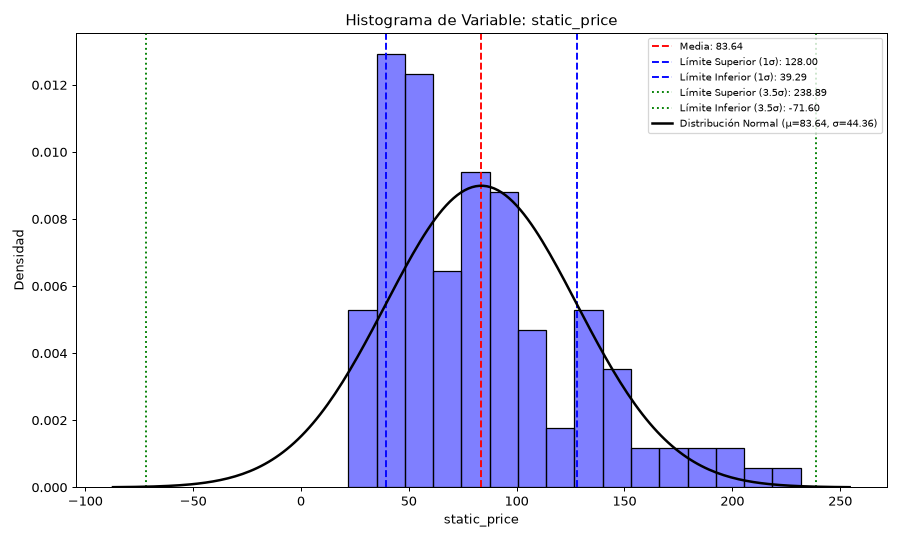 Histograma de Variable: static_price
Media: 83.64
Límite Superior (1σ): 128.00
Límite Inferior (1σ): 39.29
Límite Superior (3.5σ): 238.89
Límite Inferior (3.5σ): -71.60
Distribución Normal (μ=83.64, σ=44.36)
Densidad
0.012
0.010
0.008
0.006
0.004
0.002
0.000
−100 −50 0 50 100 150 200 250
static_price